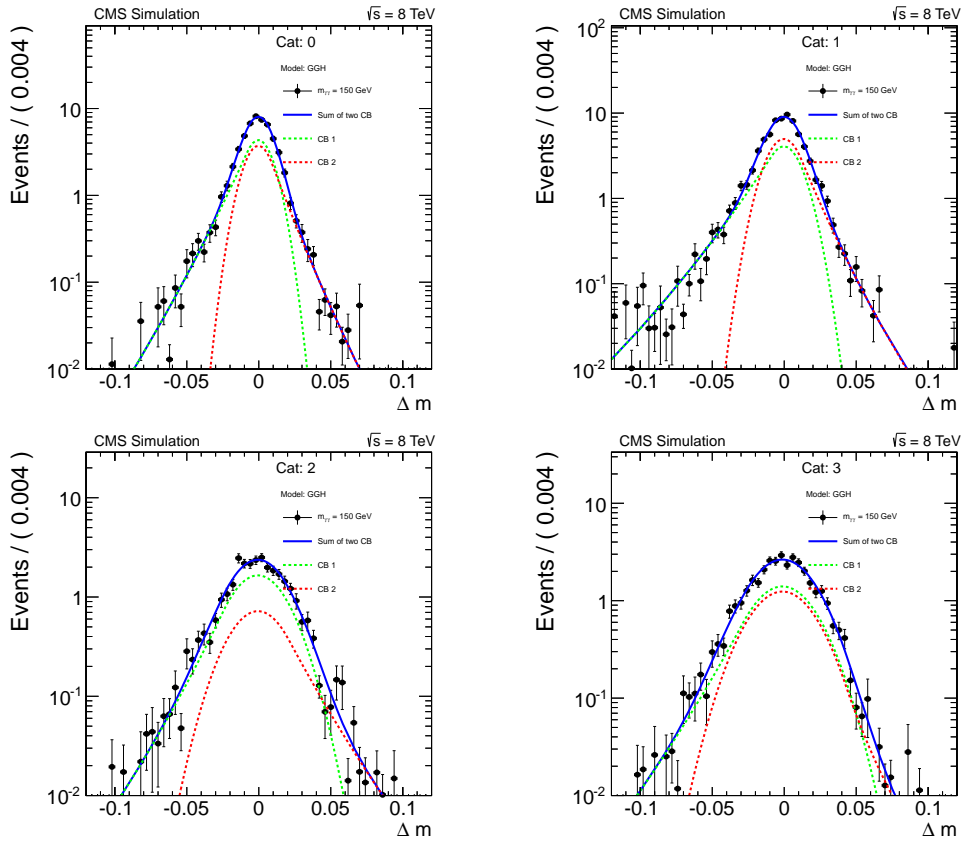 CMS Simulation √s = 8 TeV
Cat: 0
Model: GGH
mγγ = 150 GeV
Sum of two CB
CB 1
CB 2
Events / ( 0.004 )
10
1
10⁻¹
10⁻²
-0.1 -0.05 0 0.05 0.1
Δ m
CMS Simulation √s = 8 TeV
Cat: 1
Model: GGH
mγγ = 150 GeV
Sum of two CB
CB 1
CB 2
Events / ( 0.004 )
10²
10
1
10⁻¹
10⁻²
-0.1 -0.05 0 0.05 0.1
Δ m
CMS Simulation √s = 8 TeV
Cat: 2
Model: GGH
mγγ = 150 GeV
Sum of two CB
CB 1
CB 2
Events / ( 0.004 )
1
10⁻¹
10⁻²
-0.1 -0.05 0 0.05 0.1
Δ m
CMS Simulation √s = 8 TeV
Cat: 3
Model: GGH
mγγ = 150 GeV
Sum of two CB
CB 1
CB 2
Events / ( 0.004 )
10
1
10⁻¹
10⁻²
-0.1 -0.05 0 0.05 0.1
Δ m